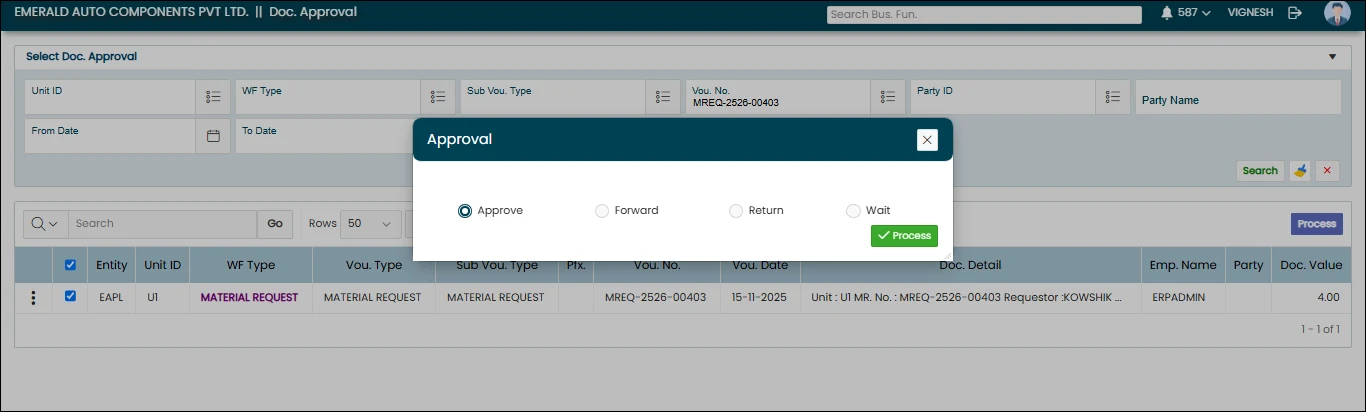 EMERALD AUTO COMPONENTS PVT LTD. || Doc. Approval
Search Bus. Fun.
587
VIGNESH
Select Doc. Approval
Unit ID
WF Type
Sub Vou. Type
Vou. No.
MREQ-2526-00403
Party ID
Party Name
From Date
To Date
Approval
Search
Approve
Forward
Return
Wait
Process
Search
Go
Rows
50
Process
Entity
Unit ID
WF Type
Vou. Type
Sub Vou. Type
Pfx.
Vou. No.
Vou. Date
Doc. Detail
Emp. Name
Party
Doc. Value
EAPL
U1
MATERIAL REQUEST
MATERIAL REQUEST
MATERIAL REQUEST
MREQ-2526-00403
15-11-2025
Unit : U1 MR. No. : MREQ-2526-00403 Requestor :KOWSHIK ...
ERPADMIN
4.00
1 - 1 of 1